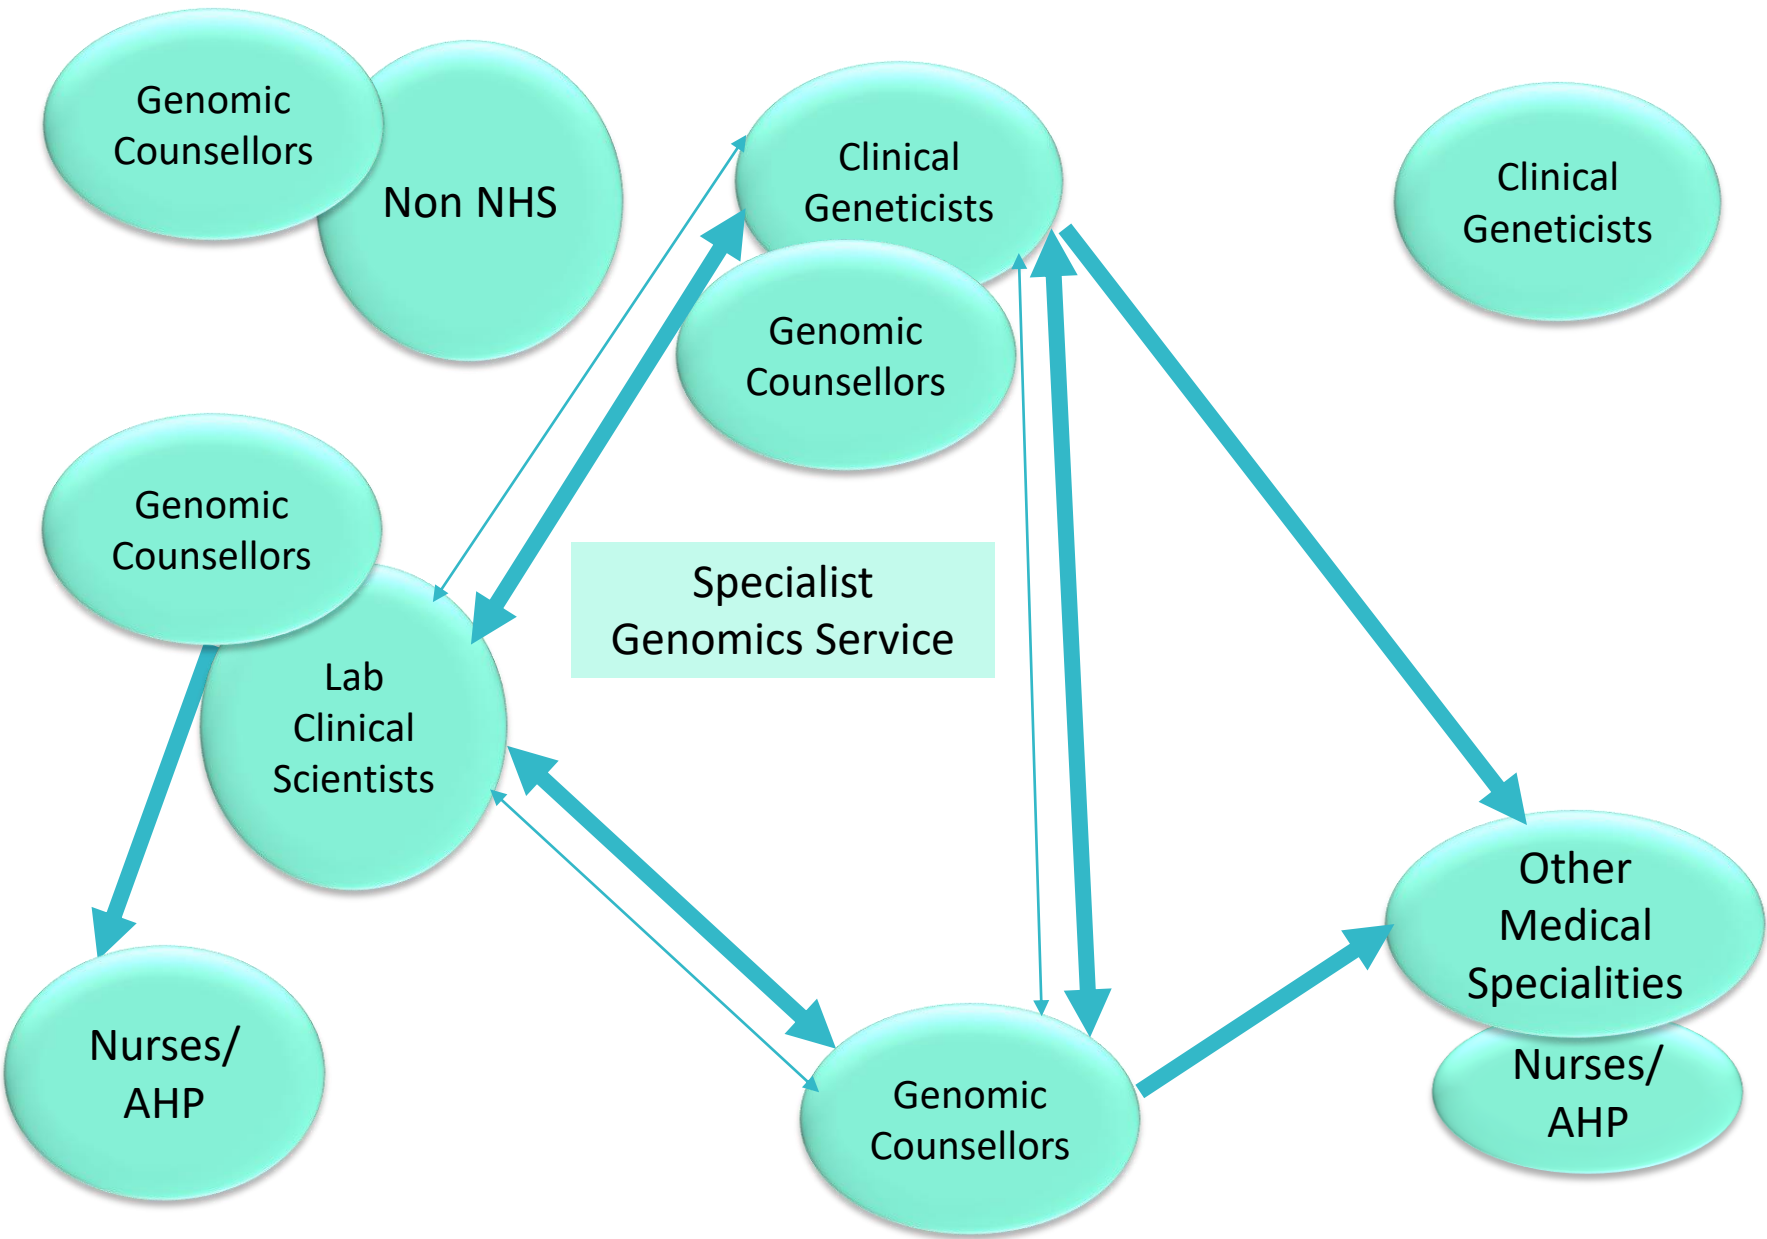 Genomic
Counsellors
Non NHS
Clinical
Geneticists
Clinical
Geneticists
Genomic
Counsellors
Genomic
Counsellors
Specialist
Genomics Service
Lab
Clinical
Scientists
Other
Medical
Specialities
Nurses/
AHP
Nurses/
AHP
Genomic
Counsellors